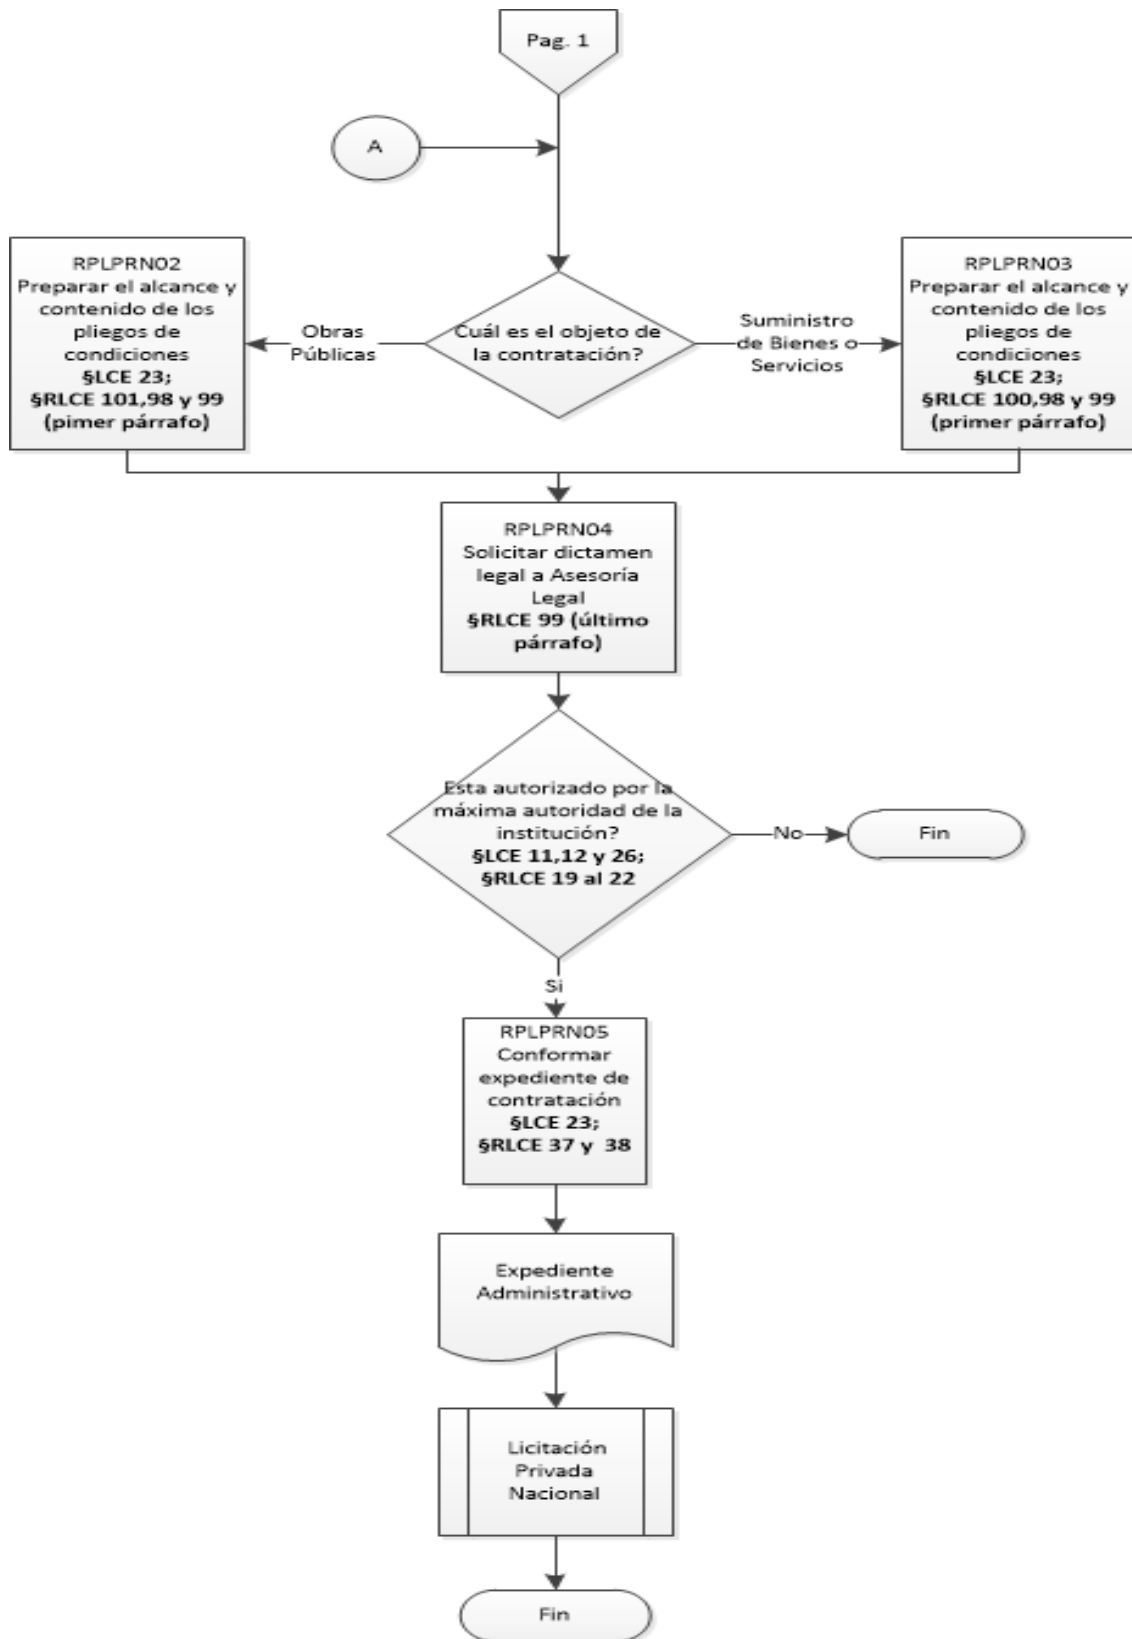 Pag. 1
A
RPLPRN02
Preparar el alcance y
contenido de los
pliegos de
condiciones
§LCE 23;
§RLCE 101,98 y 99
(pimer párrafo)
Obras
Públicas
Cuál es el objeto de
la contratación?
Suministro
de Bienes o
Servicios
RPLPRN03
Preparar el alcance y
contenido de los
pliegos de
condiciones
§LCE 23;
§RLCE 100,98 y 99
(primer párrafo)
RPLPRN04
Solicitar dictamen
legal a Asesoría
Legal
§RLCE 99 (último
párrafo)
Esta autorizado por la
máxima autoridad de la
institución?
§LCE 11,12 y 26;
§RLCE 19 al 22
No
Fin
Si
RPLPRN05
Conformar
expediente de
contratación
§LCE 23;
§RLCE 37 y 38
Expediente
Administrativo
Licitación
Privada
Nacional
Fin